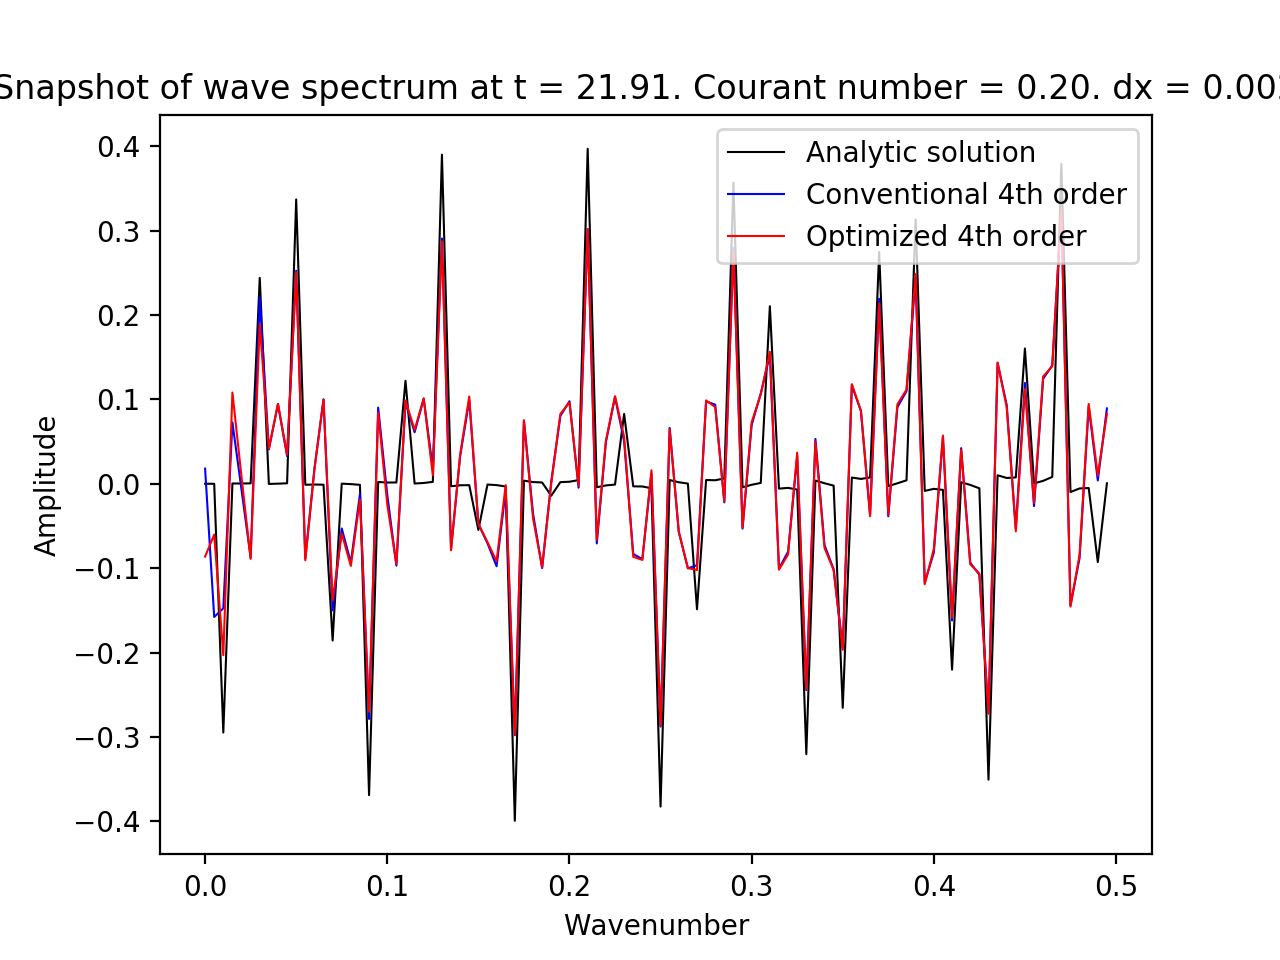 Snapshot of wave spectrum at t = 21.91. Courant number = 0.20. dx = 0.00
Analytic solution
Conventional 4th order
Optimized 4th order
Amplitude
0.4
0.3
0.2
0.1
0.0
−0.1
−0.2
−0.3
−0.4
0.0 0.1 0.2 0.3 0.4 0.5
Wavenumber